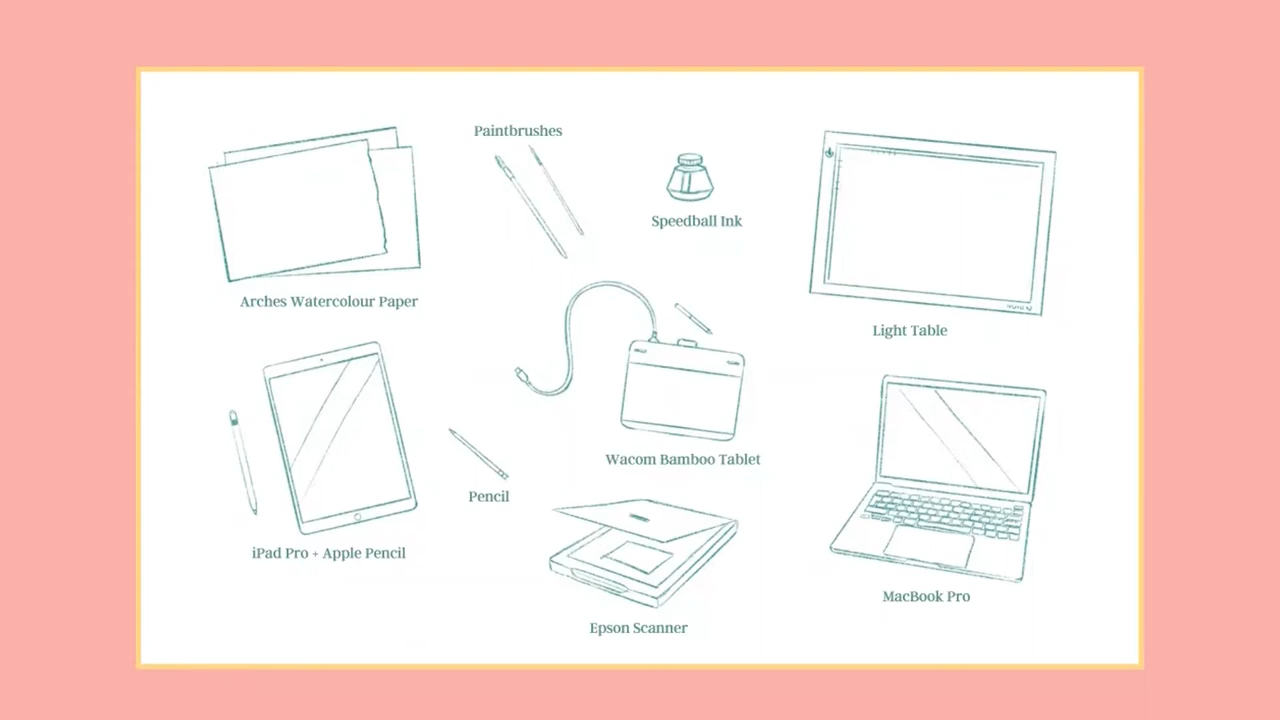 Paintbrushes
Speedball Ink
Arches Watercolour Paper
Light Table
Wacom Bamboo Tablet
Pencil
iPad Pro + Apple Pencil
MacBook Pro
Epson Scanner